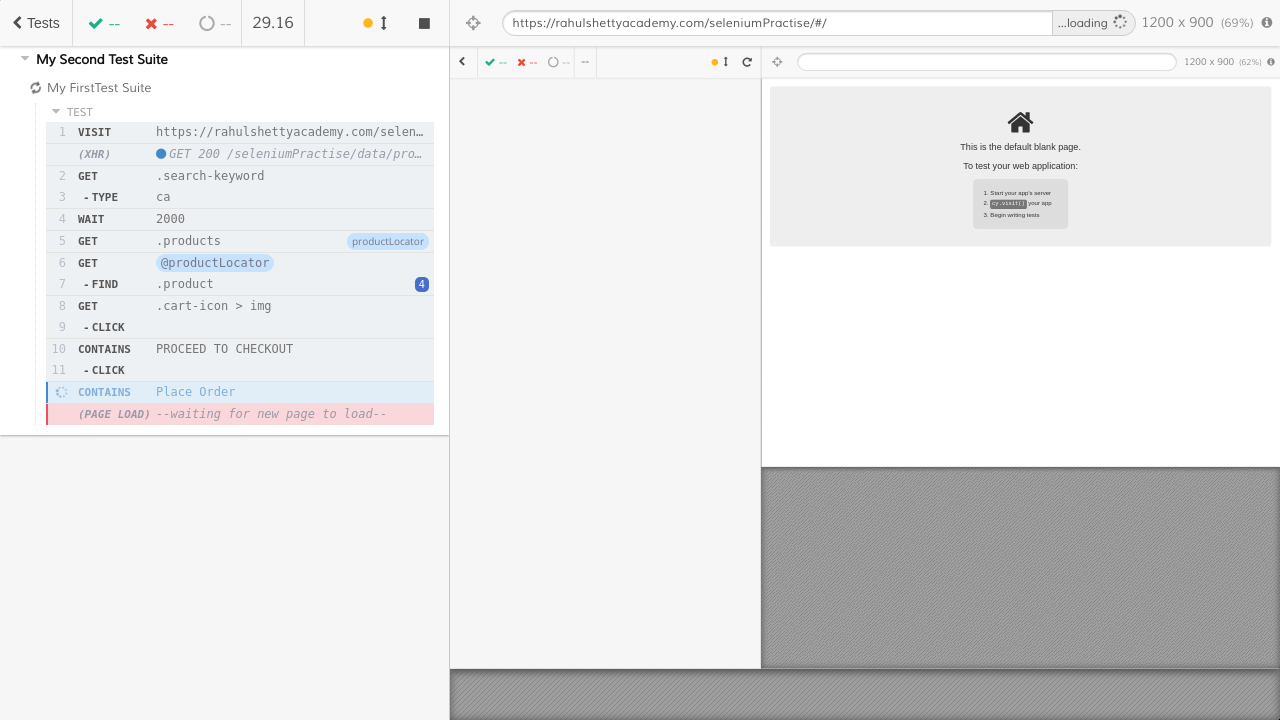 Tests -- -- -- 29.16
https://rahulshettyacademy.com/seleniumPractise/#/ ...loading 1200 x 900 (69%)
My Second Test Suite
My FirstTest Suite
TEST
1 VISIT https://rahulshettyacademy.com/selen…
(XHR) GET 200 /seleniumPractise/data/pro…
2 GET .search-keyword
3 - TYPE ca
4 WAIT 2000
5 GET .products productLocator
6 GET @productLocator
7 - FIND .product 4
8 GET .cart-icon > img
9 - CLICK
10 CONTAINS PROCEED TO CHECKOUT
11 - CLICK
CONTAINS Place Order
(PAGE LOAD) --waiting for new page to load--
-- -- -- --
1200 x 900 (62%)
This is the default blank page.
To test your web application:
1. Start your app's server
2. cy.visit() your app
3. Begin writing tests